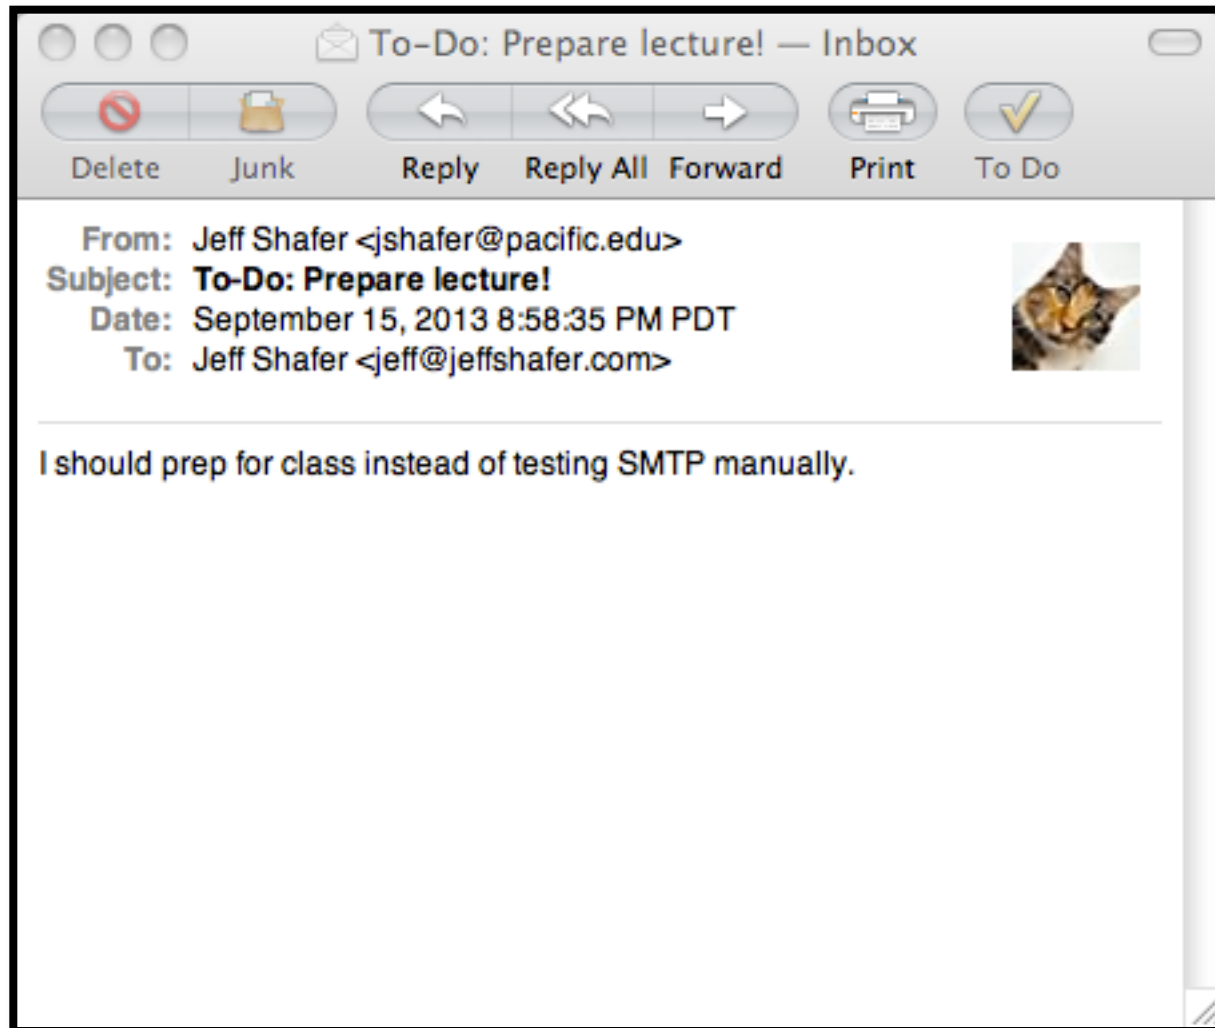 To-Do: Prepare lecture! — Inbox
Delete Junk Reply Reply All Forward Print To Do
From: Jeff Shafer <jshafer@pacific.edu>
Subject: To-Do: Prepare lecture!
Date: September 15, 2013 8:58:35 PM PDT
To: Jeff Shafer <jeff@jeffshafer.com>
I should prep for class instead of testing SMTP manually.